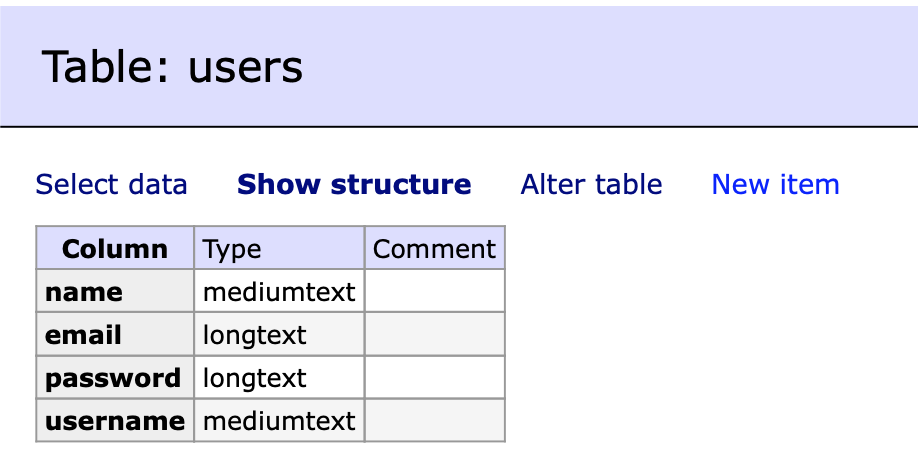 Table: users
Select data Show structure Alter table New item
Column Type Comment
name mediumtext
email longtext
password longtext
username mediumtext